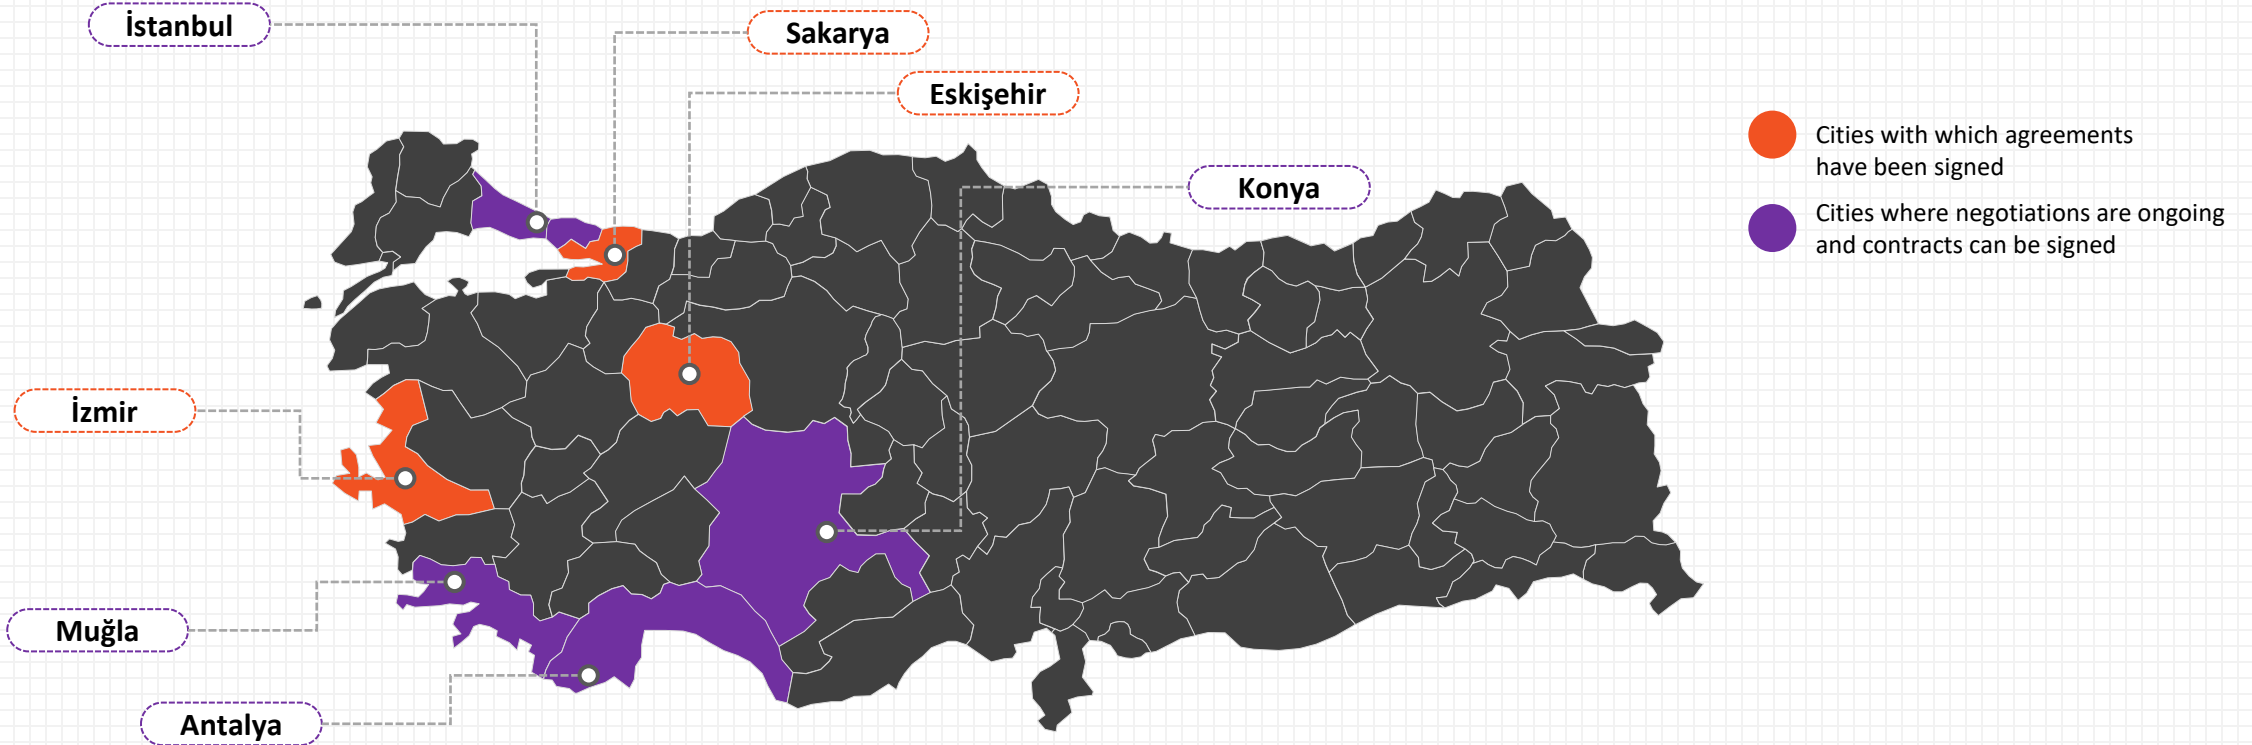 İstanbul
Sakarya
Eskişehir
Konya
İzmir
Muğla
Antalya
Cities with which agreements
have been signed
Cities where negotiations are ongoing
and contracts can be signed